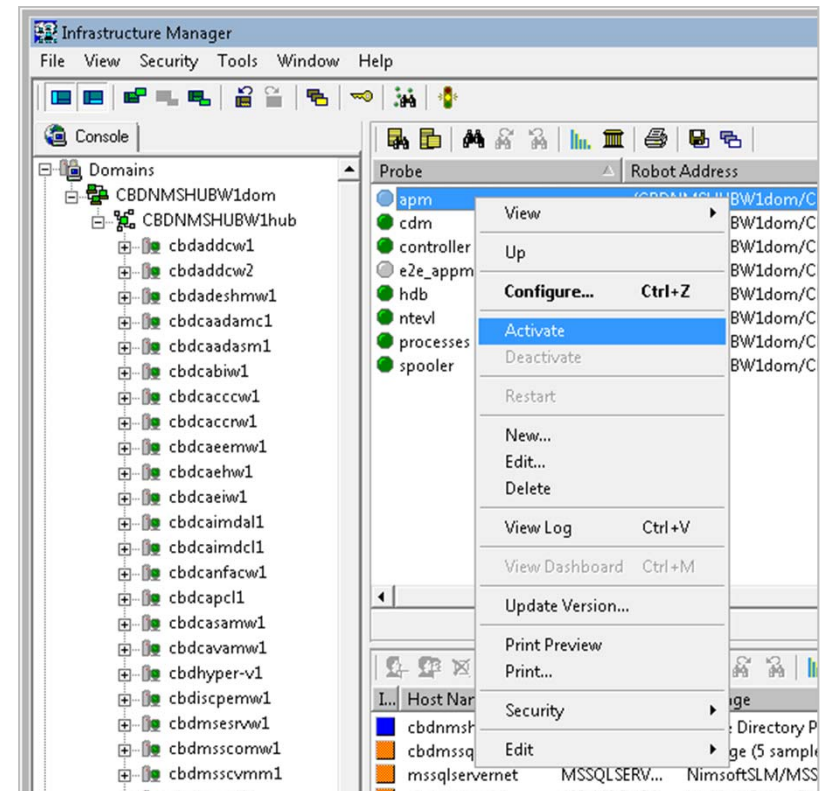 Infrastructure Manager
File View Security Tools Window Help
Console
Domains
CBDNMSHUBW1dom
CBDNMSHUBW1hub
cbdaddcw1
cbdaddcw2
cbdadeshmw1
cbdcaadamc1
cbdcaadasm1
cbdcabiw1
cbdcacccw1
cbdcaccrw1
cbdcaeemw1
cbdcaehw1
cbdcaeiw1
cbdcaimdal1
cbdcaimdcl1
cbdcanfacw1
cbdcapcl1
cbdcasamw1
cbdcavamw1
cbdhyper-v1
cbdiscpemw1
cbdmsesrvw1
cbdmsscomw1
cbdmsscvmm1
Probe Robot Address
apm
cdm BW1dom/C
controller BW1dom/C
e2e_appm BW1dom/C
hdb BW1dom/C
ntevl BW1dom/C
processes BW1dom/C
spooler BW1dom/C
View
Up
Configure... Ctrl+Z
Activate
Deactivate
Restart
New...
Edit...
Delete
View Log Ctrl+V
View Dashboard Ctrl+M
Update Version...
Print Preview
Print...
Security
Edit
I... Host Nar ge
cbdnmsh Directory P
cbdmssq ge (5 sample
mssqlservernet MSSQLSERV... NimsoftSLM/MSS